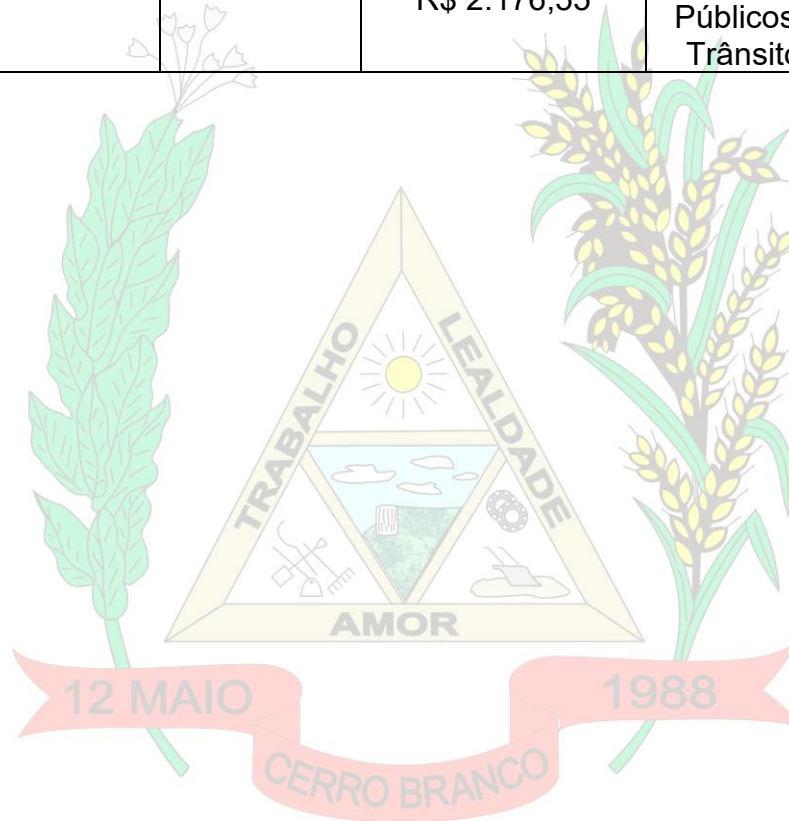 R$
Públicos
Trânsito
TRABALHO
LEALDADE
AMOR
12 MAIO
1988
CERRO BRANCO